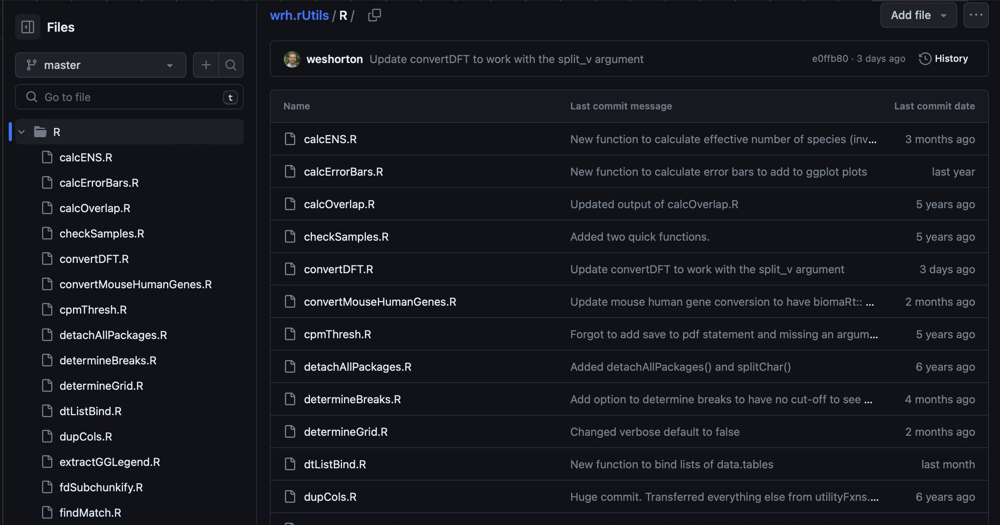 Files
master
Go to file
t
R
calcENS.R
calcErrorBars.R
calcOverlap.R
checkSamples.R
convertDFT.R
convertMouseHumanGenes.R
cpmThresh.R
detachAllPackages.R
determineBreaks.R
determineGrid.R
dtListBind.R
dupCols.R
extractGGLegend.R
fdSubchunkify.R
findMatch.R
wrh.rUtils / R /
Add file
weshorton Update convertDFT to work with the split_v argument e0ffb80 · 3 days ago History
Name Last commit message Last commit date
calcENS.R New function to calculate effective number of species (inv... 3 months ago
calcErrorBars.R New function to calculate error bars to add to ggplot plots last year
calcOverlap.R Updated output of calcOverlap.R 5 years ago
checkSamples.R Added two quick functions. 5 years ago
convertDFT.R Update convertDFT to work with the split_v argument 3 days ago
convertMouseHumanGenes.R Update mouse human gene conversion to have biomaRt:: ... 2 months ago
cpmThresh.R Forgot to add save to pdf statement and missing an argum... 5 years ago
detachAllPackages.R Added detachAllPackages() and splitChar() 6 years ago
determineBreaks.R Add option to determine breaks to have no cut-off to see ... 4 months ago
determineGrid.R Changed verbose default to false 2 months ago
dtListBind.R New function to bind lists of data.tables last month
dupCols.R Huge commit. Transferred everything else from utilityFxns.... 6 years ago